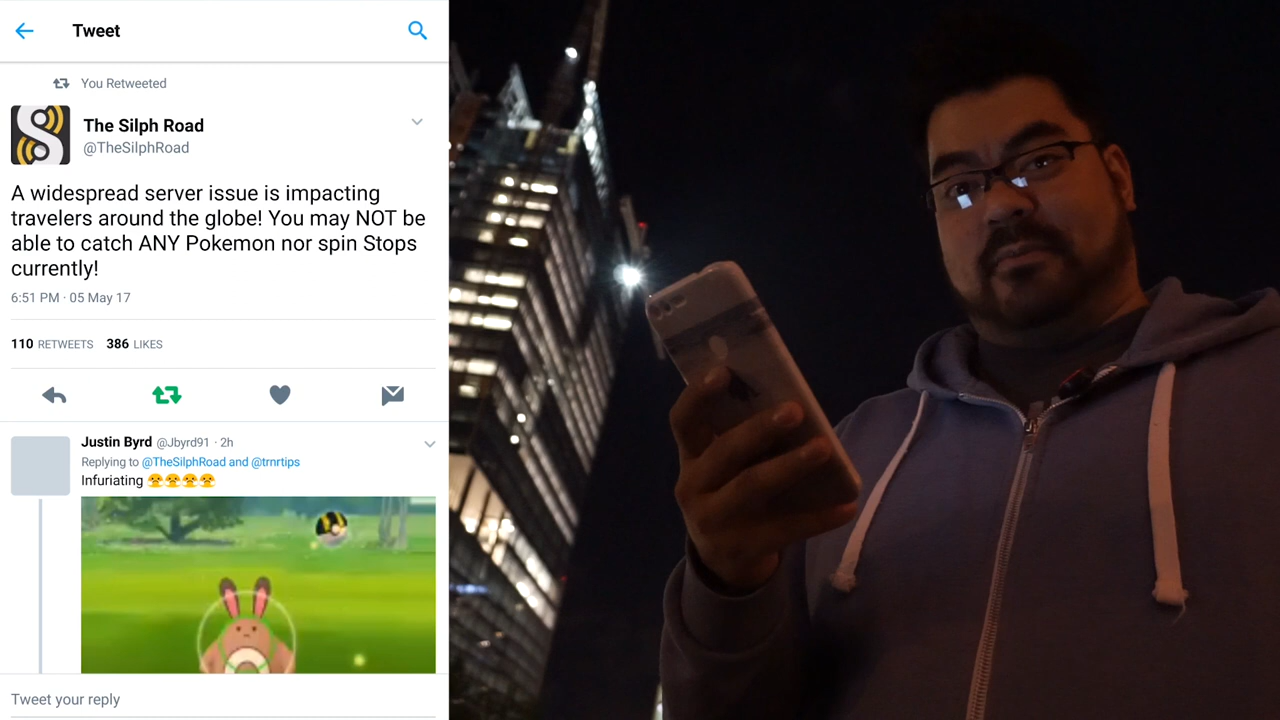 Tweet
You Retweeted
The Silph Road
@TheSilphRoad
A widespread server issue is impacting
travelers around the globe! You may NOT be
able to catch ANY Pokemon nor spin Stops
currently!
6:51 PM · 05 May 17
110 RETWEETS 386 LIKES
Justin Byrd @Jbyrd91 · 2h
Replying to @TheSilphRoad and @trnrtips
Infuriating 😤😤😤😤
Tweet your reply